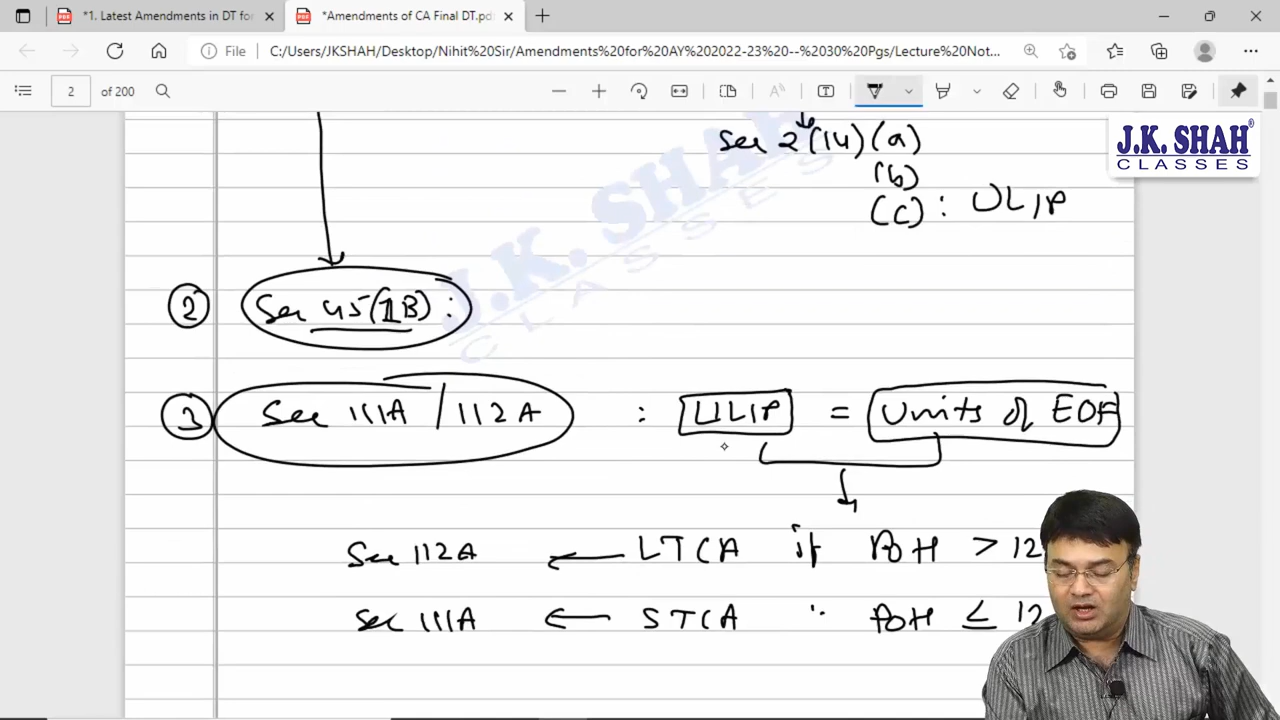 *1. Latest Amendments in DT for
*Amendments of CA Final DT.pdf
File
C:/Users/JKSHAH/Desktop/Nihit%20Sir/Amendments%20for%20AY%202022-23%20--%2030%20Pgs/Lecture%20Not...
2 of 200
J.K. SHAH®
CLASSES
J.K. SHAH
CLASSES
Sec 2(14)(a)
(b)
(c) : ULIP
② Sec 45(1B) :
③ Sec 111A / 112A : ULIP = Units of EOF
Sec 112A ← LTCA if POH > 12
Sec 111A ← STCA " POH ≤ 12